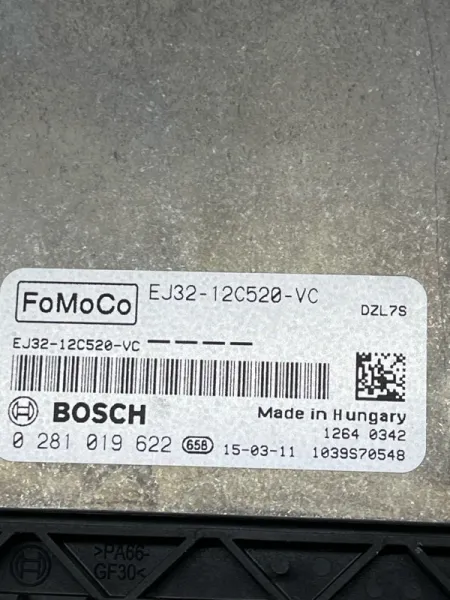 FoMoCo EJ32-12C520-VC
DZL7S
EJ32-12C520-VC – – – –
BOSCH Made in Hungary
1264 0342
0 281 019 622 658 15-03-11 1039S70548
>PA66-
GF30<